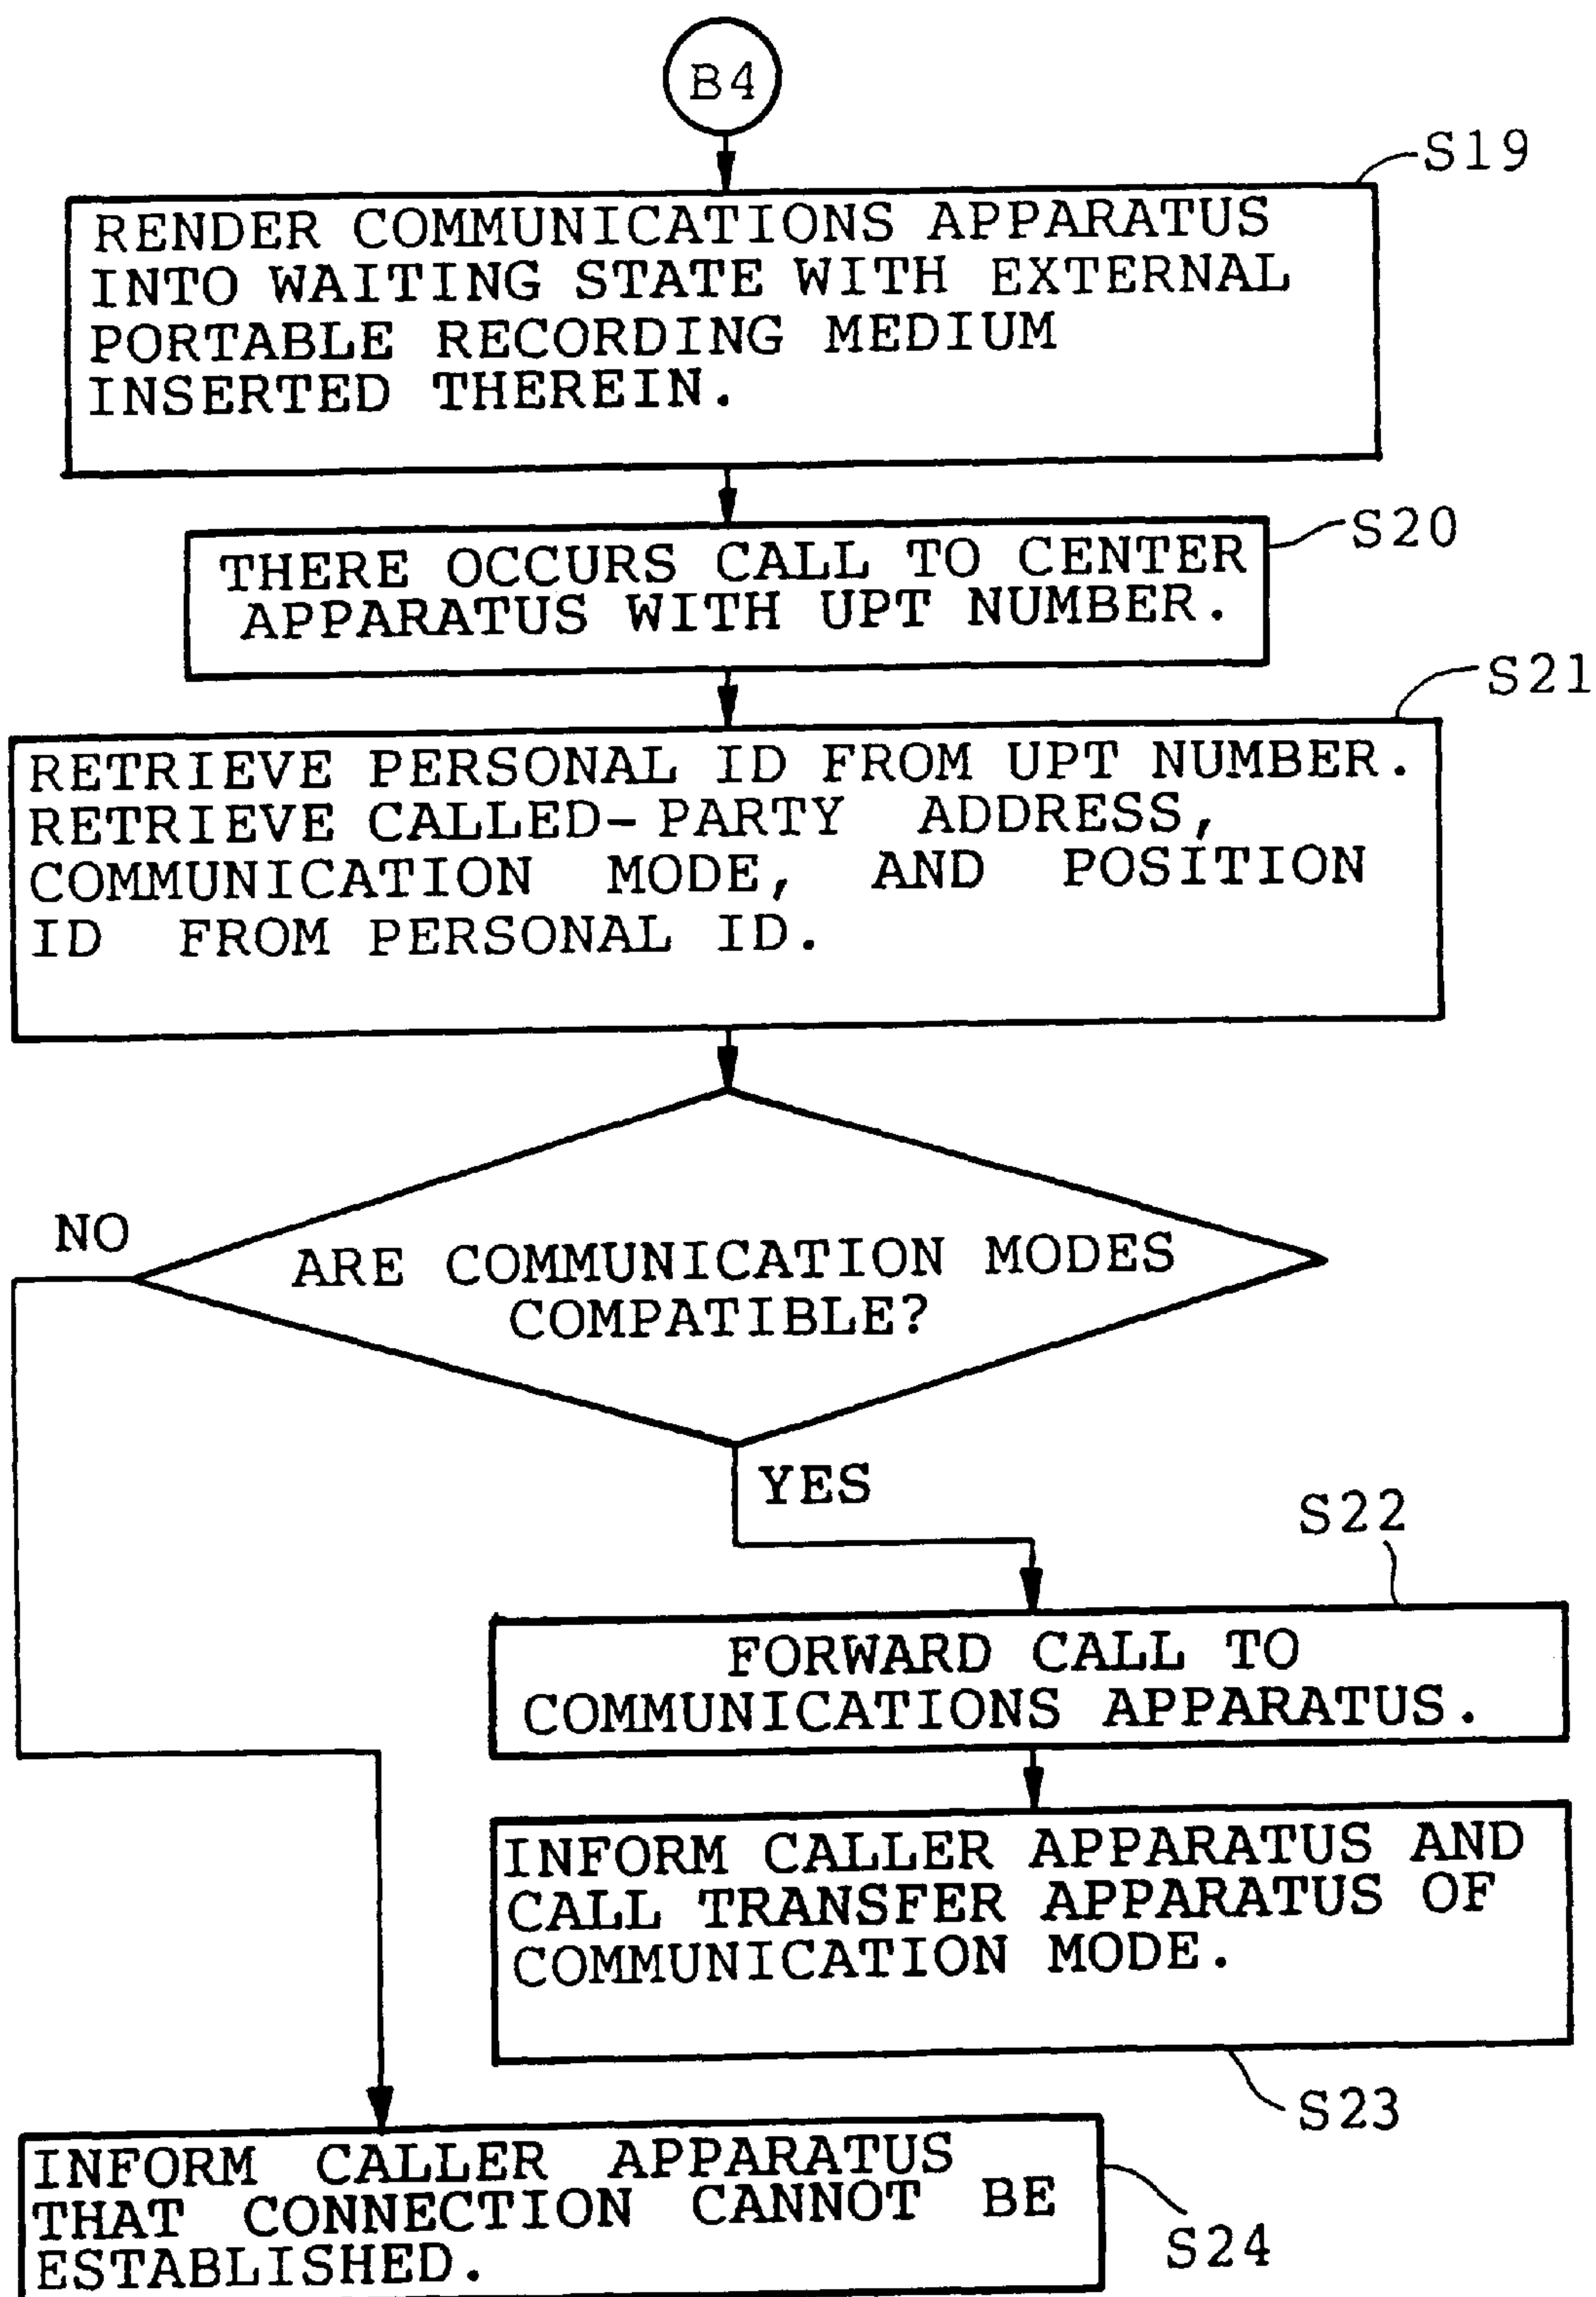 B4
S19
RENDER COMMUNICATIONS APPARATUS
INTO WAITING STATE WITH EXTERNAL
PORTABLE RECORDING MEDIUM
INSERTED THEREIN.
S20
THERE OCCURS CALL TO CENTER
APPARATUS WITH UPT NUMBER.
S21
RETRIEVE PERSONAL ID FROM UPT NUMBER.
RETRIEVE CALLED-PARTY ADDRESS,
COMMUNICATION MODE, AND POSITION
ID FROM PERSONAL ID.
NO
ARE COMMUNICATION MODES
COMPATIBLE?
YES
S22
FORWARD CALL TO
COMMUNICATIONS APPARATUS.
INFORM CALLER APPARATUS AND
CALL TRANSFER APPARATUS OF
COMMUNICATION MODE.
S23
INFORM CALLER APPARATUS
THAT CONNECTION CANNOT BE
ESTABLISHED.
S24